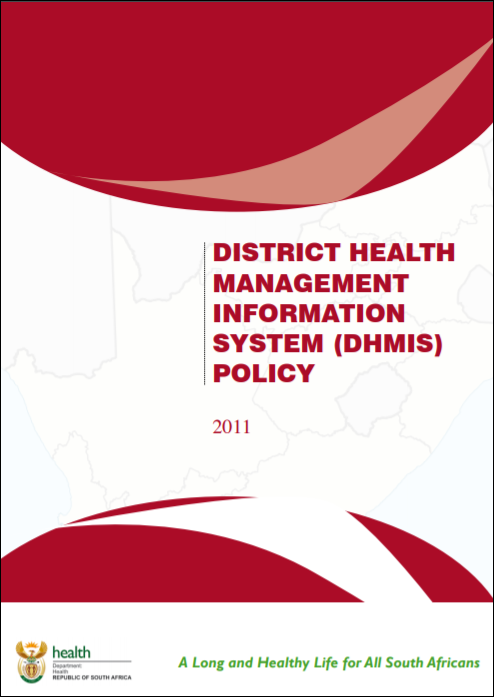 DISTRICT HEALTH
MANAGEMENT
INFORMATION
SYSTEM (DHMIS)
POLICY
2011
health
Department:
Health
REPUBLIC OF SOUTH AFRICA
A Long and Healthy Life for All South Africans